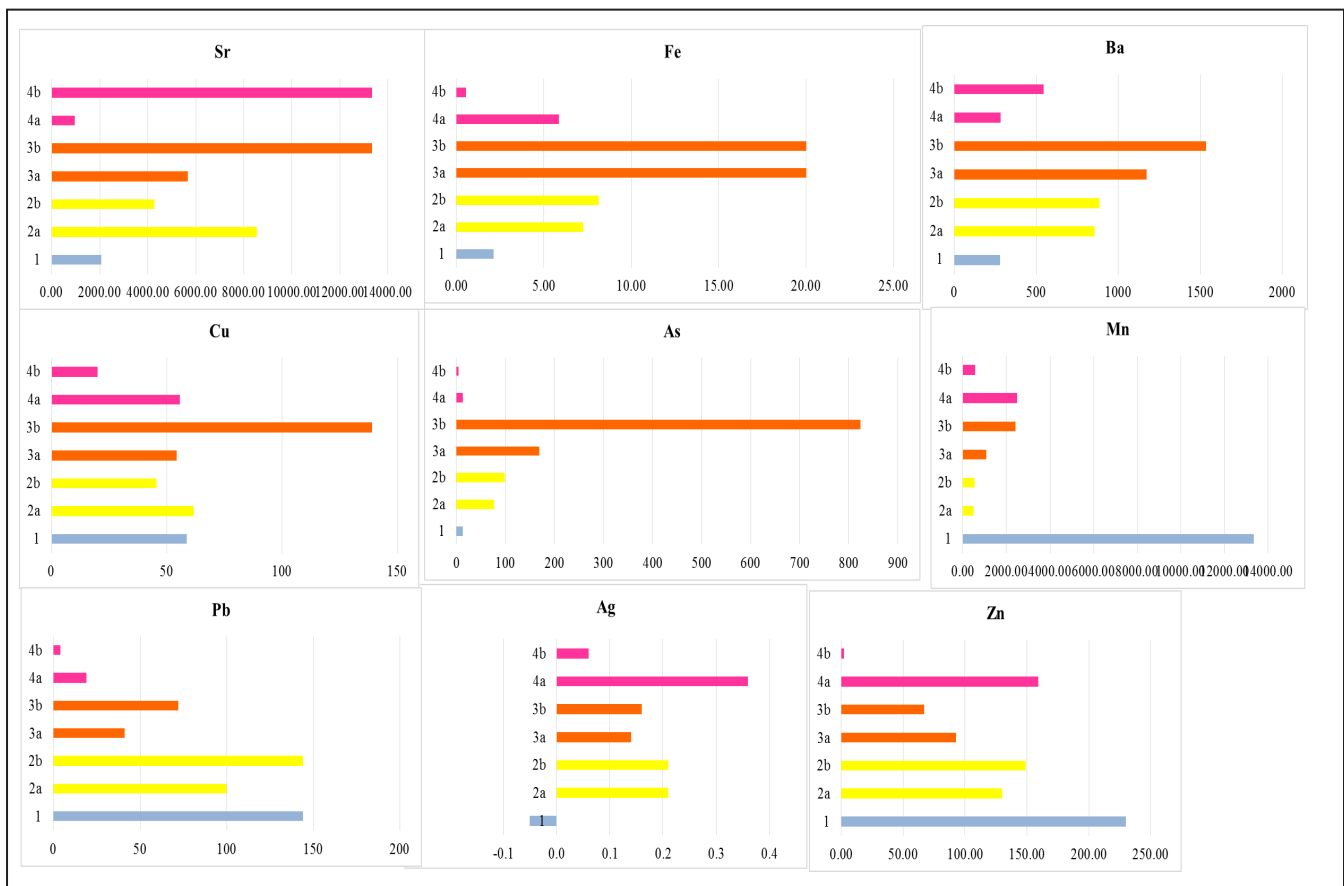 Sr
4b
4a
3b
3a
2b
2a
1
0.00 2000.00 4000.00 6000.00 8000.00 10000.00 12000.00 14000.00
Fe
4b
4a
3b
3a
2b
2a
1
0.00 5.00 10.00 15.00 20.00 25.00
Ba
4b
4a
3b
3a
2b
2a
1
0 500 1000 1500 2000
Cu
4b
4a
3b
3a
2b
2a
1
0 50 100 150
As
4b
4a
3b
3a
2b
2a
1
0 100 200 300 400 500 600 700 800 900
Mn
4b
4a
3b
3a
2b
2a
1
0.00 2000.00 4000.00 6000.00 8000.00 10000.00 12000.00 14000.00
Pb
4b
4a
3b
3a
2b
2a
1
0 50 100 150 200
Ag
4b
4a
3b
3a
2b
2a
1
-0.1 0.0 0.1 0.2 0.3 0.4
Zn
4b
4a
3b
3a
2b
2a
1
0.00 50.00 100.00 150.00 200.00 250.00